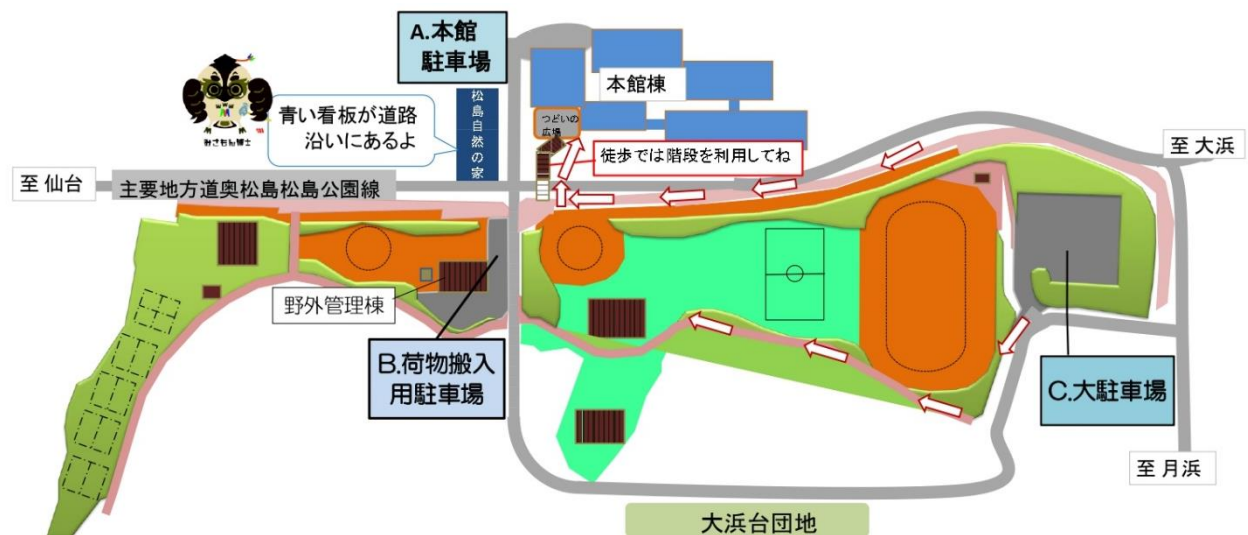 A.本館
駐車場
本館棟
青い看板が道路
沿いにあるよ
松島自然の家
つどいの
広場
徒歩では階段を利用してね
至 大浜
至 仙台
主要地方道奥松島松島公園線
野外管理棟
B.荷物搬入
用駐車場
C.大駐車場
至 月浜
大浜台団地